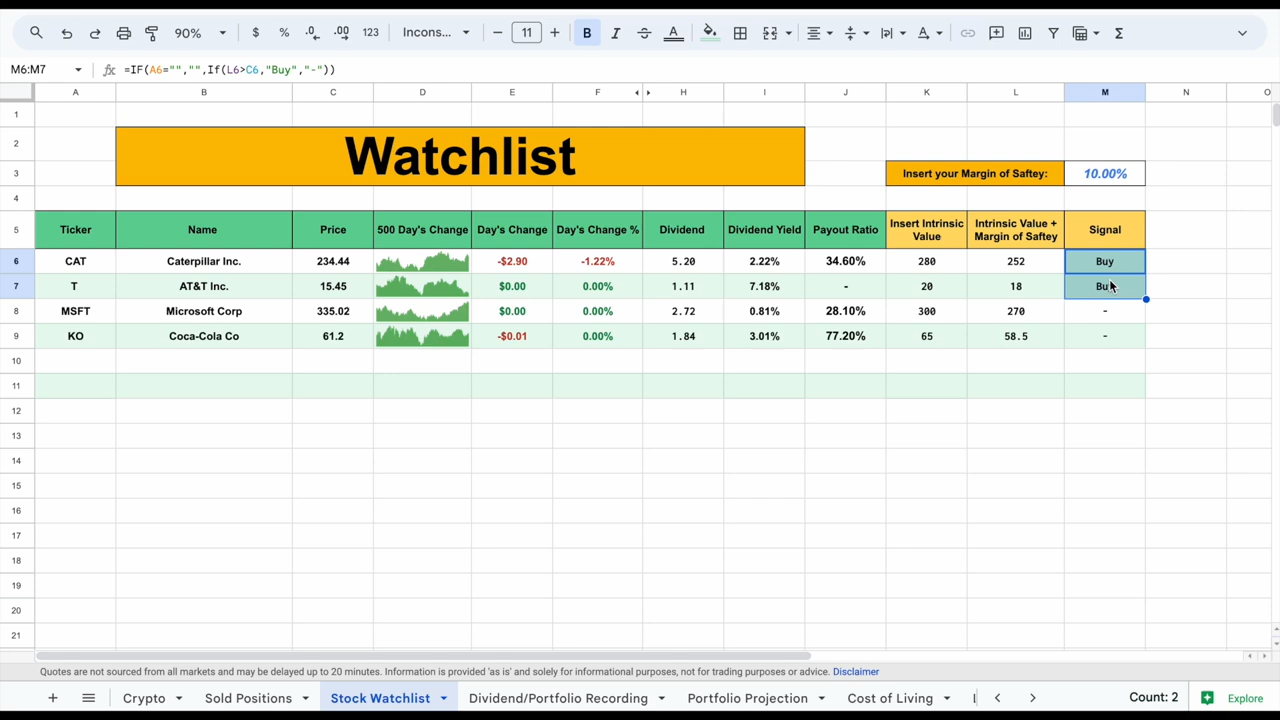 90% $ % .0 .00 123 Incons... 11 B I A A Σ
M6:M7 fx =IF(A6="","",If(L6>C6,"Buy","-"))
A B C D E F H I J K L M N O
1
2 Watchlist
3 Insert your Margin of Saftey: 10.00%
4
5 Ticker Name Price 500 Day's Change Day's Change Day's Change % Dividend Dividend Yield Payout Ratio Insert Intrinsic Value Intrinsic Value + Margin of Saftey Signal
6 CAT Caterpillar Inc. 234.44 -$2.90 -1.22% 5.20 2.22% 34.60% 280 252 Buy
7 T AT&T Inc. 15.45 $0.00 0.00% 1.11 7.18% - 20 18 Buy
8 MSFT Microsoft Corp 335.02 $0.00 0.00% 2.72 0.81% 28.10% 300 270 -
9 KO Coca-Cola Co 61.2 -$0.01 0.00% 1.84 3.01% 77.20% 65 58.5 -
10
11
12
13
14
15
16
17
18
19
20
21
Quotes are not sourced from all markets and may be delayed up to 20 minutes. Information is provided 'as is' and solely for informational purposes, not for trading purposes or advice. Disclaimer
+ Crypto Sold Positions Stock Watchlist Dividend/Portfolio Recording Portfolio Projection Cost of Living Count: 2 Explore